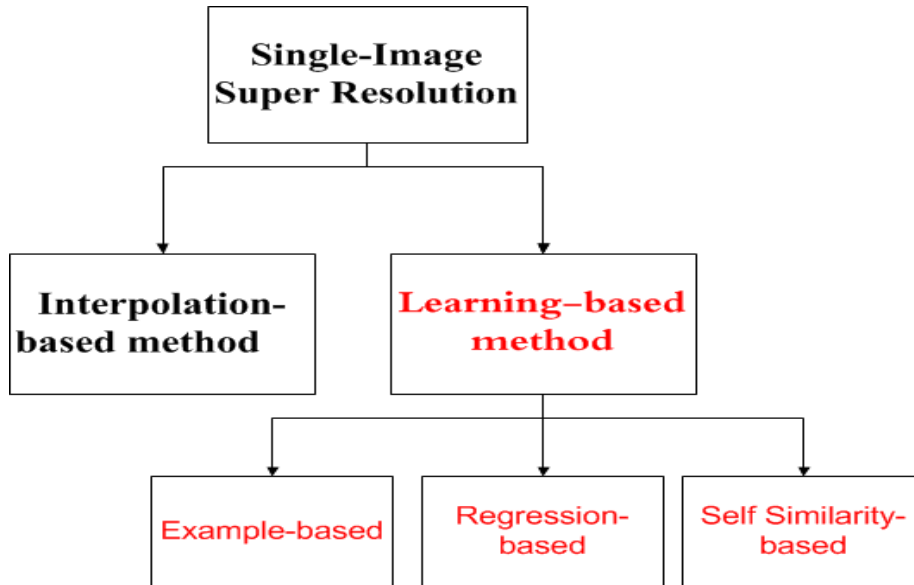 Single-Image
Super Resolution
Interpolation-
based method
Learning–based
method
Example-based
Regression-
based
Self Similarity-
based